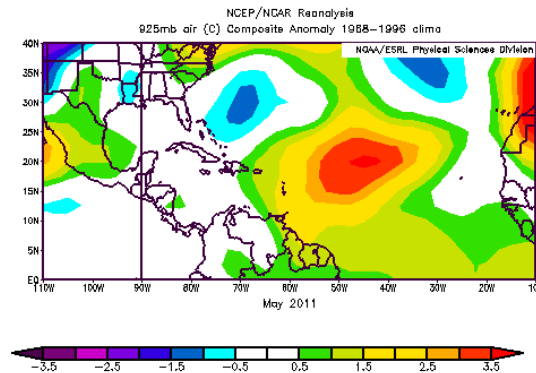 NCEP/NCAR Reanalysis
925mb air (C) Composite Anomaly 1968-1996 clima
NOAA/ESRL Physical Sciences Division
40N
35N
30N
25N
20N
15N
10N
5N
EQ
110W 100W 90W 80W 70W 60W 50W 40W 30W 20W 10W
May 2011
-3.5 -2.5 -1.5 -0.5 0.5 1.5 2.5 3.5